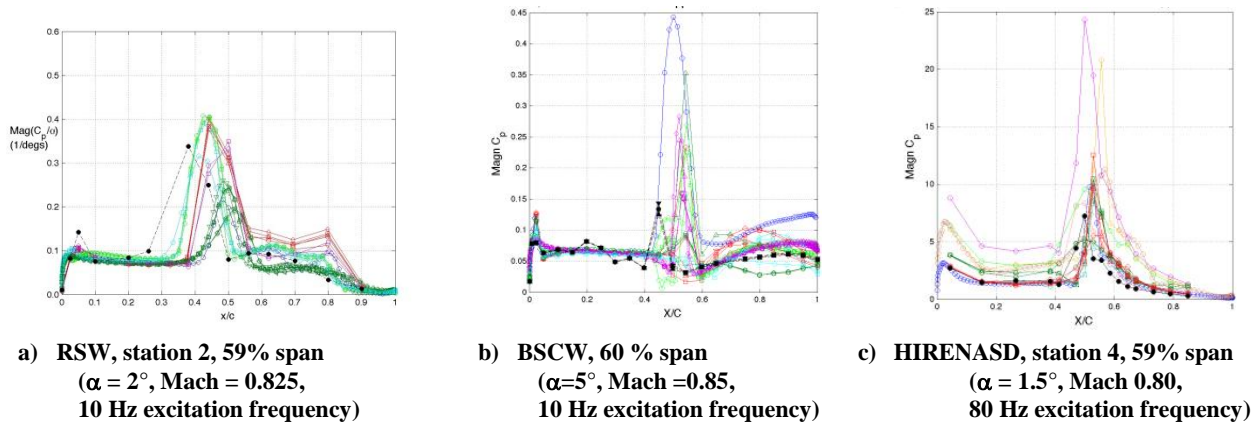 0.6
0.5
0.4
Mag(C_p/α)
(1/degs)
0.3
0.2
0.1
0.0
0 0.1 0.2 0.3 0.4 0.5 0.6 0.7 0.8 0.9 1
x/c
0.45
0.4
0.35
0.3
0.25
Magn C_p
0.2
0.15
0.1
0.05
0
0 0.2 0.4 0.6 0.8 1
X/C
25
20
15
Magn C_p
10
5
0
0 0.2 0.4 0.6 0.8 1
X/C
a) RSW, station 2, 59% span
(α = 2°, Mach = 0.825,
10 Hz excitation frequency)
b) BSCW, 60 % span
(α=5°, Mach =0.85,
10 Hz excitation frequency)
c) HIRENASD, station 4, 59% span
(α = 1.5°, Mach 0.80,
80 Hz excitation frequency)